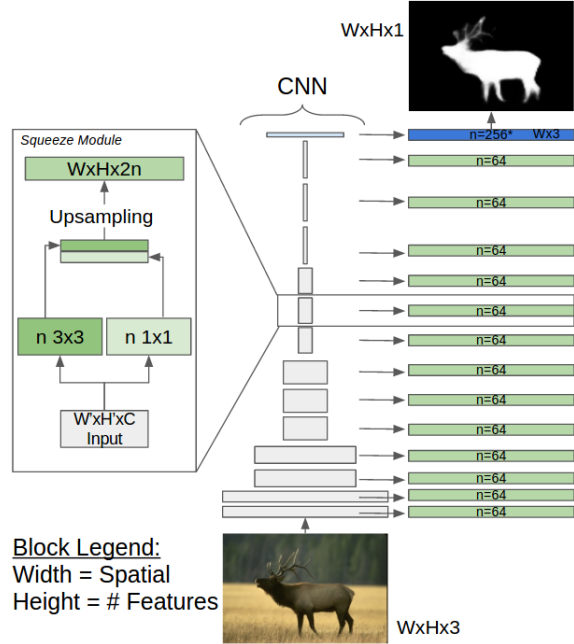 WxHx1
CNN
Squeeze Module
WxHx2n
Upsampling
n 3x3
n 1x1
W'xH'xC
Input
n=256* Wx3
n=64
n=64
n=64
n=64
n=64
n=64
n=64
n=64
n=64
n=64
n=64
n=64
n=64
Block Legend:
Width = Spatial
Height = # Features
WxHx3